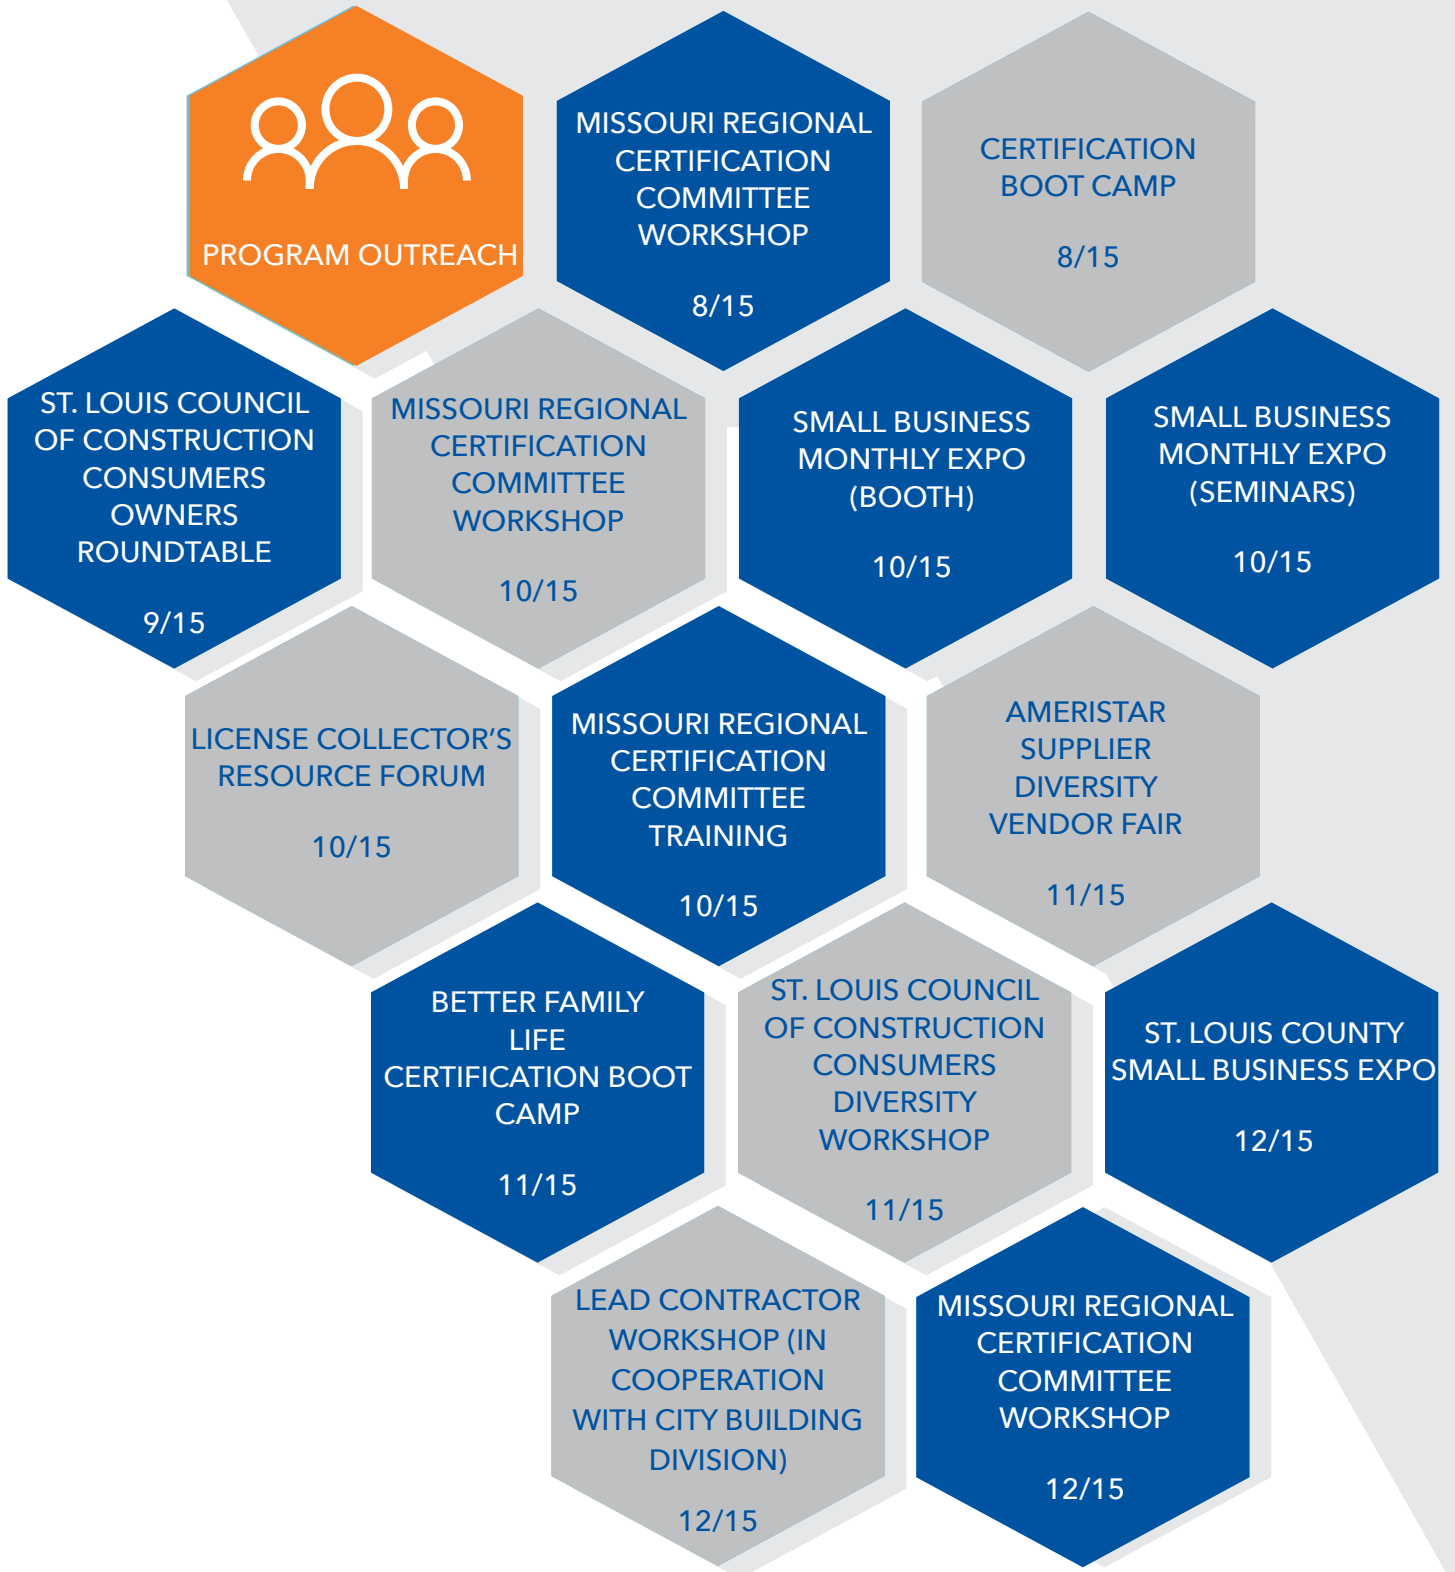 PROGRAM OUTREACH
MISSOURI REGIONAL
CERTIFICATION
COMMITTEE
WORKSHOP
8/15
CERTIFICATION
BOOT CAMP
8/15
ST. LOUIS COUNCIL
OF CONSTRUCTION
CONSUMERS
OWNERS
ROUNDTABLE
9/15
MISSOURI REGIONAL
CERTIFICATION
COMMITTEE
WORKSHOP
10/15
SMALL BUSINESS
MONTHLY EXPO
(BOOTH)
10/15
SMALL BUSINESS
MONTHLY EXPO
(SEMINARS)
10/15
LICENSE COLLECTOR'S
RESOURCE FORUM
10/15
MISSOURI REGIONAL
CERTIFICATION
COMMITTEE
TRAINING
10/15
AMERISTAR
SUPPLIER
DIVERSITY
VENDOR FAIR
11/15
BETTER FAMILY
LIFE
CERTIFICATION BOOT
CAMP
11/15
ST. LOUIS COUNCIL
OF CONSTRUCTION
CONSUMERS
DIVERSITY
WORKSHOP
11/15
ST. LOUIS COUNTY
SMALL BUSINESS EXPO
12/15
LEAD CONTRACTOR
WORKSHOP (IN
COOPERATION
WITH CITY BUILDING
DIVISION)
12/15
MISSOURI REGIONAL
CERTIFICATION
COMMITTEE
WORKSHOP
12/15